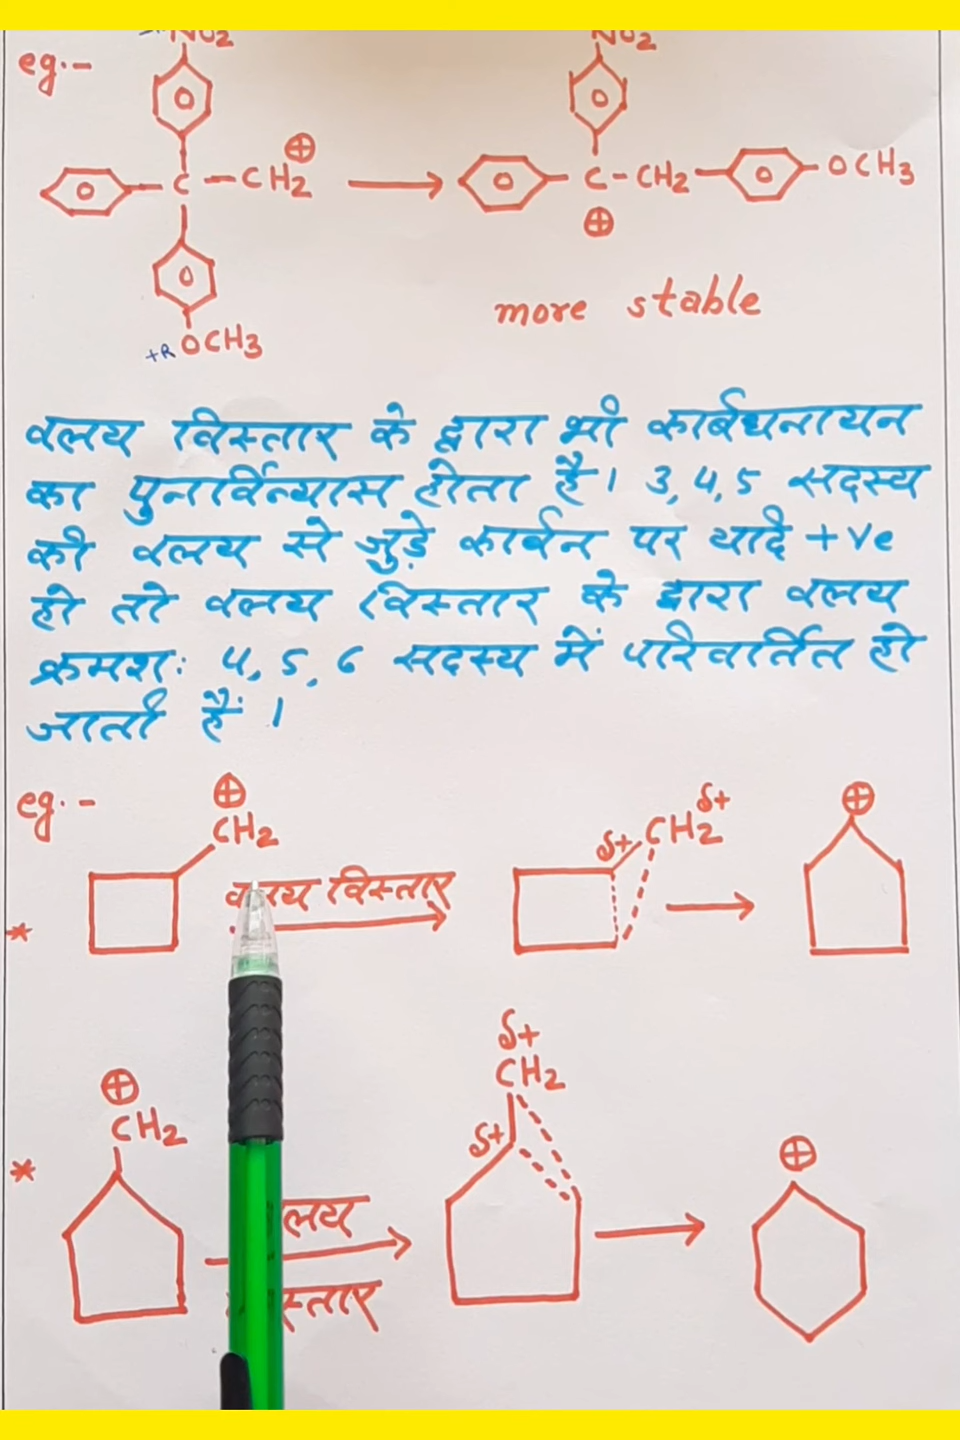 NO2 NO2
eg.-
⊕
C - CH2 → C - CH2 - OCH3
⊕
more stable
+R OCH3
वलय विस्तार के द्वारा भी कार्बधनायन
का पुनर्विन्यास होता है। 3,4,5 सदस्य
की वलय से जुड़े कार्बन पर यदि +ve
हो तो वलय विस्तार के द्वारा वलय
क्रमश: 4, 5, 6 सदस्य में परिवर्तित हो
जाती हैं ।
eg.- ⊕ δ+ ⊕
CH2 δ+ CH2
विस्तार
* →
δ+
⊕ CH2
CH2 δ+ ⊕
*